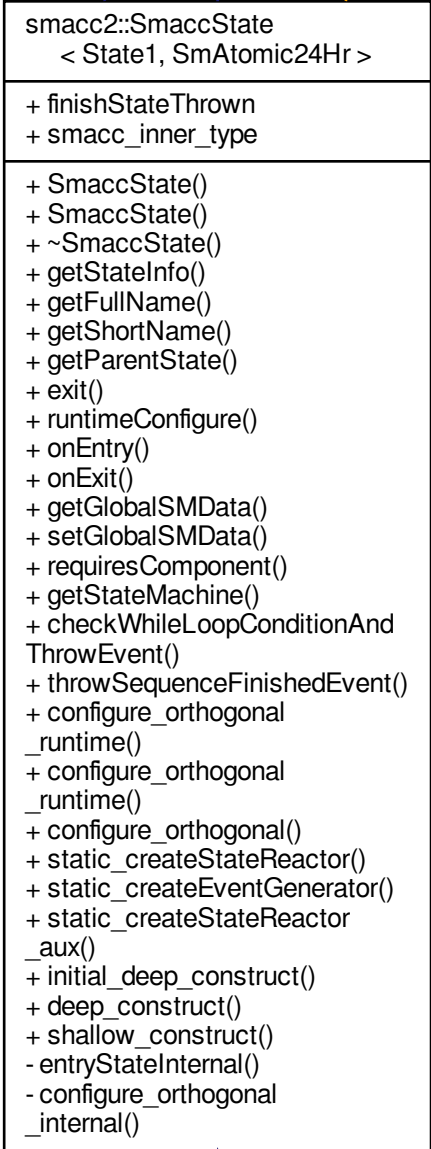 smacc2::SmaccState
< State1, SmAtomic24Hr >
+ finishStateThrown
+ smacc_inner_type
+ SmaccState()
+ SmaccState()
+ ~SmaccState()
+ getStateInfo()
+ getFullName()
+ getShortName()
+ getParentState()
+ exit()
+ runtimeConfigure()
+ onEntry()
+ onExit()
+ getGlobalSMData()
+ setGlobalSMData()
+ requiresComponent()
+ getStateMachine()
+ checkWhileLoopConditionAnd
ThrowEvent()
+ throwSequenceFinishedEvent()
+ configure_orthogonal
_runtime()
+ configure_orthogonal
_runtime()
+ configure_orthogonal()
+ static_createStateReactor()
+ static_createEventGenerator()
+ static_createStateReactor
_aux()
+ initial_deep_construct()
+ deep_construct()
+ shallow_construct()
- entryStateInternal()
- configure_orthogonal
_internal()